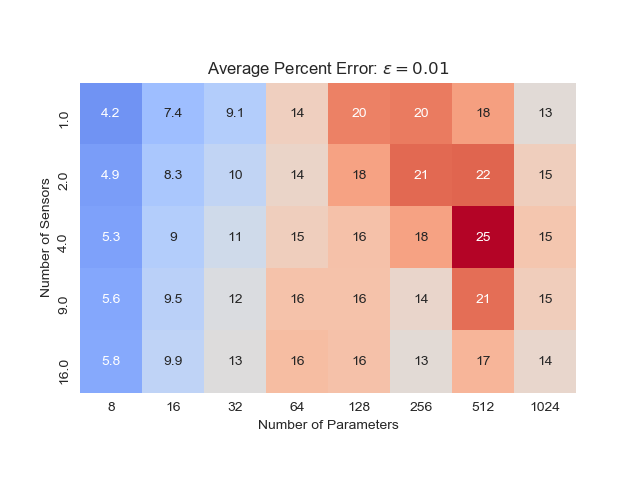 Average Percent Error: ε = 0.01
Number of Sensors
1.0 4.2 7.4 9.1 14 20 20 18 13
2.0 4.9 8.3 10 14 18 21 22 15
4.0 5.3 9 11 15 16 18 25 15
9.0 5.6 9.5 12 16 16 14 21 15
16.0 5.8 9.9 13 16 16 13 17 14
8 16 32 64 128 256 512 1024
Number of Parameters